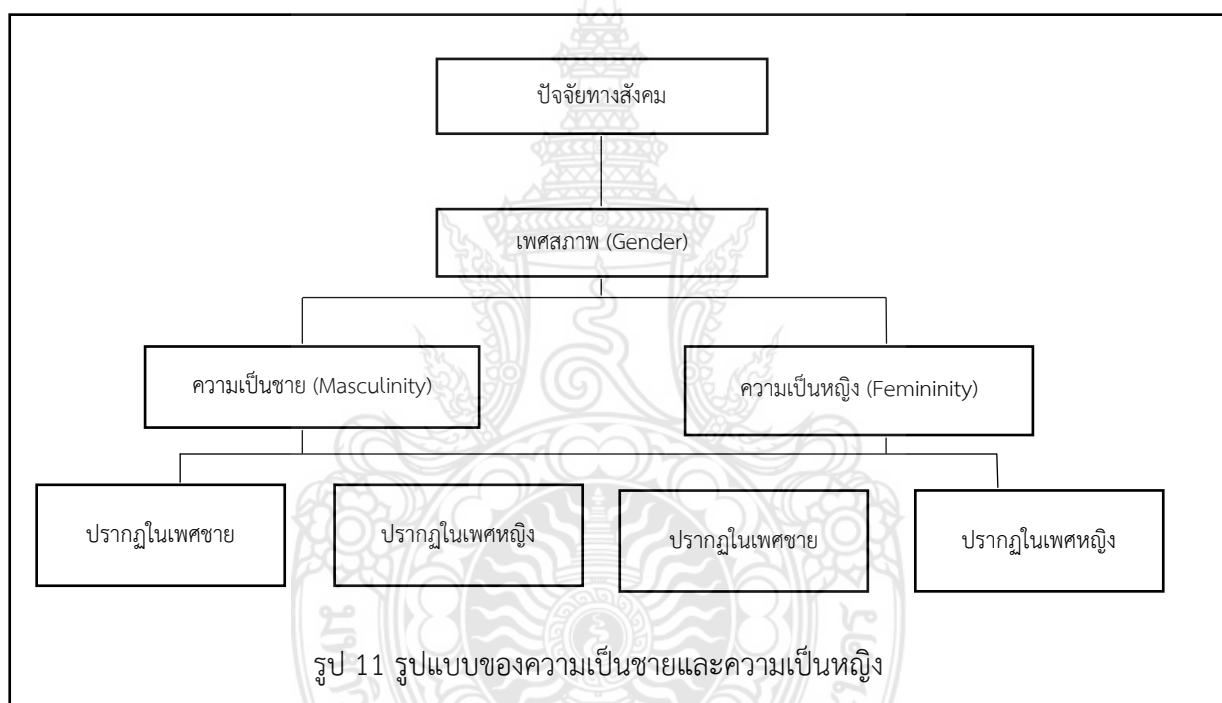 ปัจจัยทางสังคม
เพศสภาพ (Gender)
ความเป็นชาย (Masculinity)
ความเป็นหญิง (Femininity)
ปรากฏในเพศชาย
ปรากฏในเพศหญิง
ปรากฏในเพศชาย
ปรากฏในเพศหญิง
รูป 11 รูปแบบของความเป็นชายและความเป็นหญิง